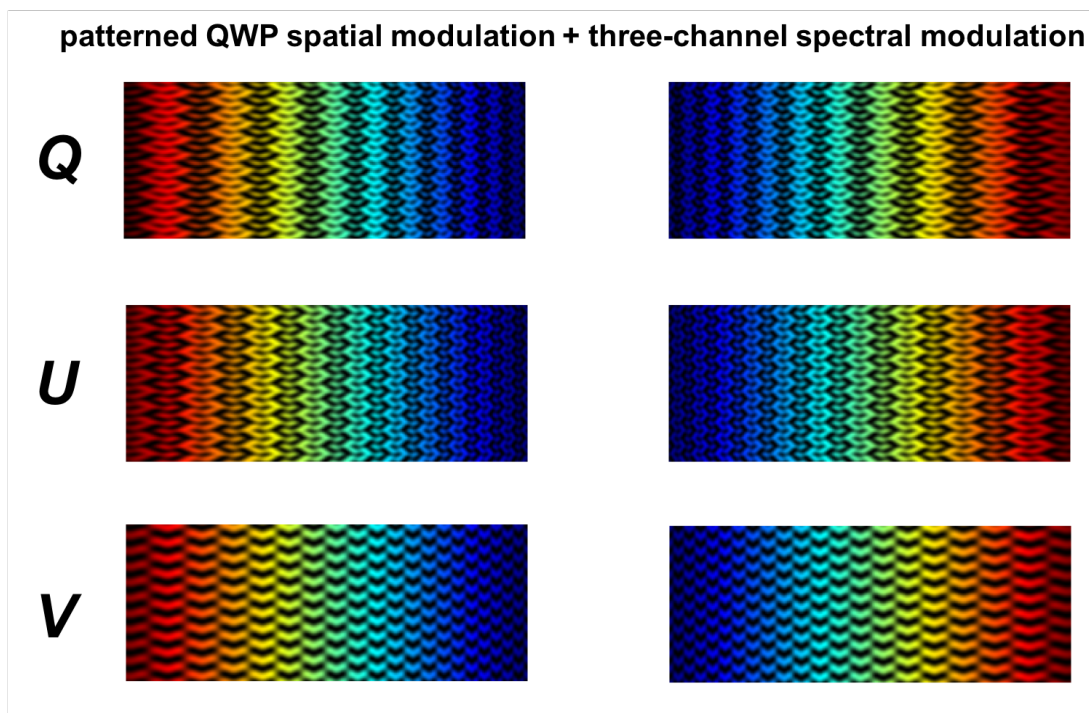 patterned QWP spatial modulation + three-channel spectral modulation
Q
U
V